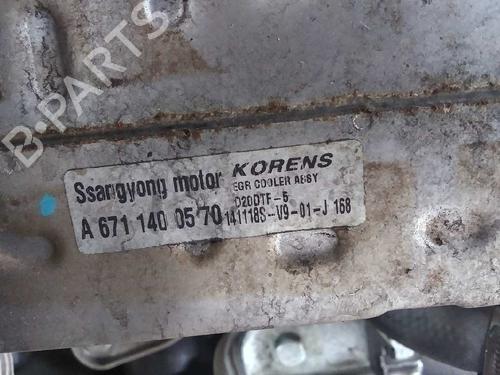 B-PARTS
Ssangyong motor KORENS
EGR COOLER ASSY
D20DTF-5
A 671 140 05 70 141118S-V9-01-J 168